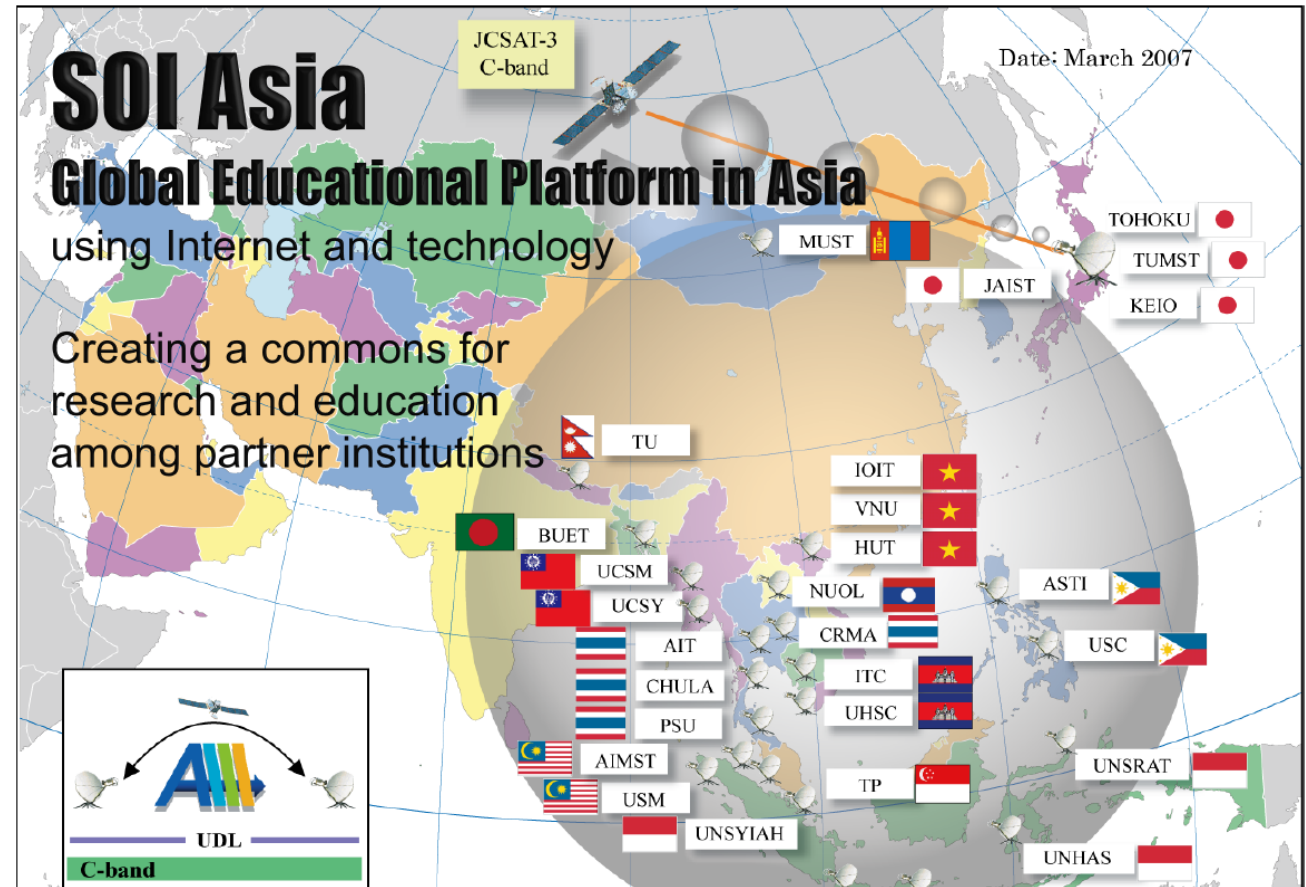 JCSAT-3
C-band
Date: March 2007
SOI Asia
Global Educational Platform in Asia
using Internet and technology
Creating a commons for
research and education
among partner institutions
TOHOKU
MUST
TUMST
JAIST
KEIO
TU
IOIT
VNU
BUET
HUT
UCSM
ASTI
NUOL
UCSY
CRMA
AIT
USC
ITC
CHULA
UHSC
PSU
AIMST
UNSRAT
TP
USM
UNSYIAH
UNHAS
AI
UDL
C-band